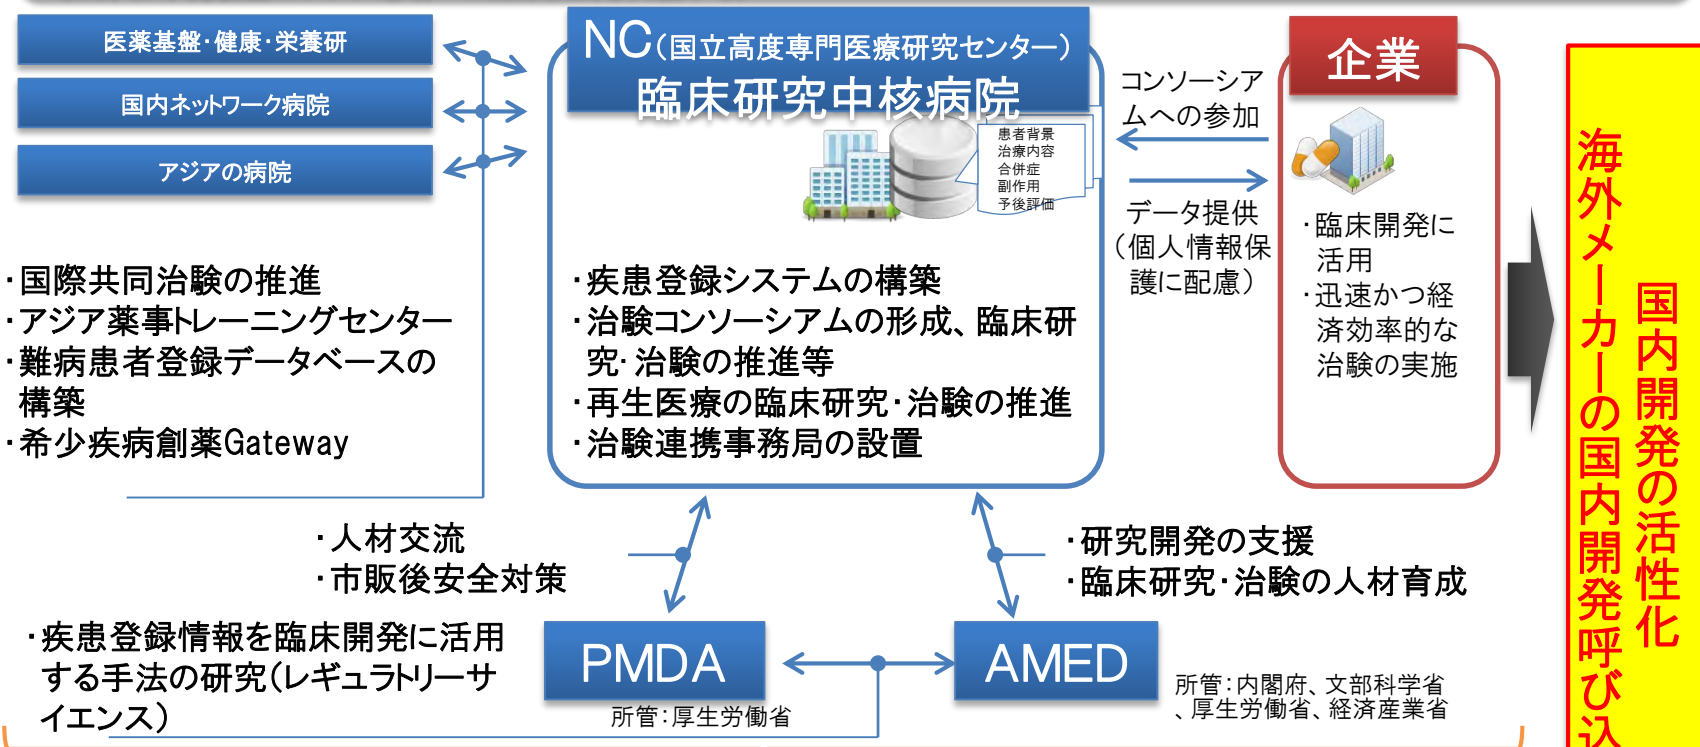 医薬基盤・健康・栄養研
国内ネットワーク病院
アジアの病院
・国際共同治験の推進
・アジア薬事トレーニングセンター
・難病患者登録データベースの
構築
・希少疾病創薬Gateway
NC(国立高度専門医療研究センター)
臨床研究中核病院
患者背景
治療内容
合併症
副作用
予後評価
・疾患登録システムの構築
・治験コンソーシアムの形成、臨床研
究・治験の推進等
・再生医療の臨床研究・治験の推進
・治験連携事務局の設置
コンソーシア
ムへの参加
データ提供
(個人情報保
護に配慮)
企業
・臨床開発に
活用
・迅速かつ経
済効率的な
治験の実施
国内開発の活性化
海外メーカーの国内開発呼び込
・人材交流
・市販後安全対策
・研究開発の支援
・臨床研究・治験の人材育成
・疾患登録情報を臨床開発に活用
する手法の研究(レギュラトリーサ
イエンス)
PMDA
所管:厚生労働省
AMED
所管:内閣府、文部科学省
、厚生労働省、経済産業省